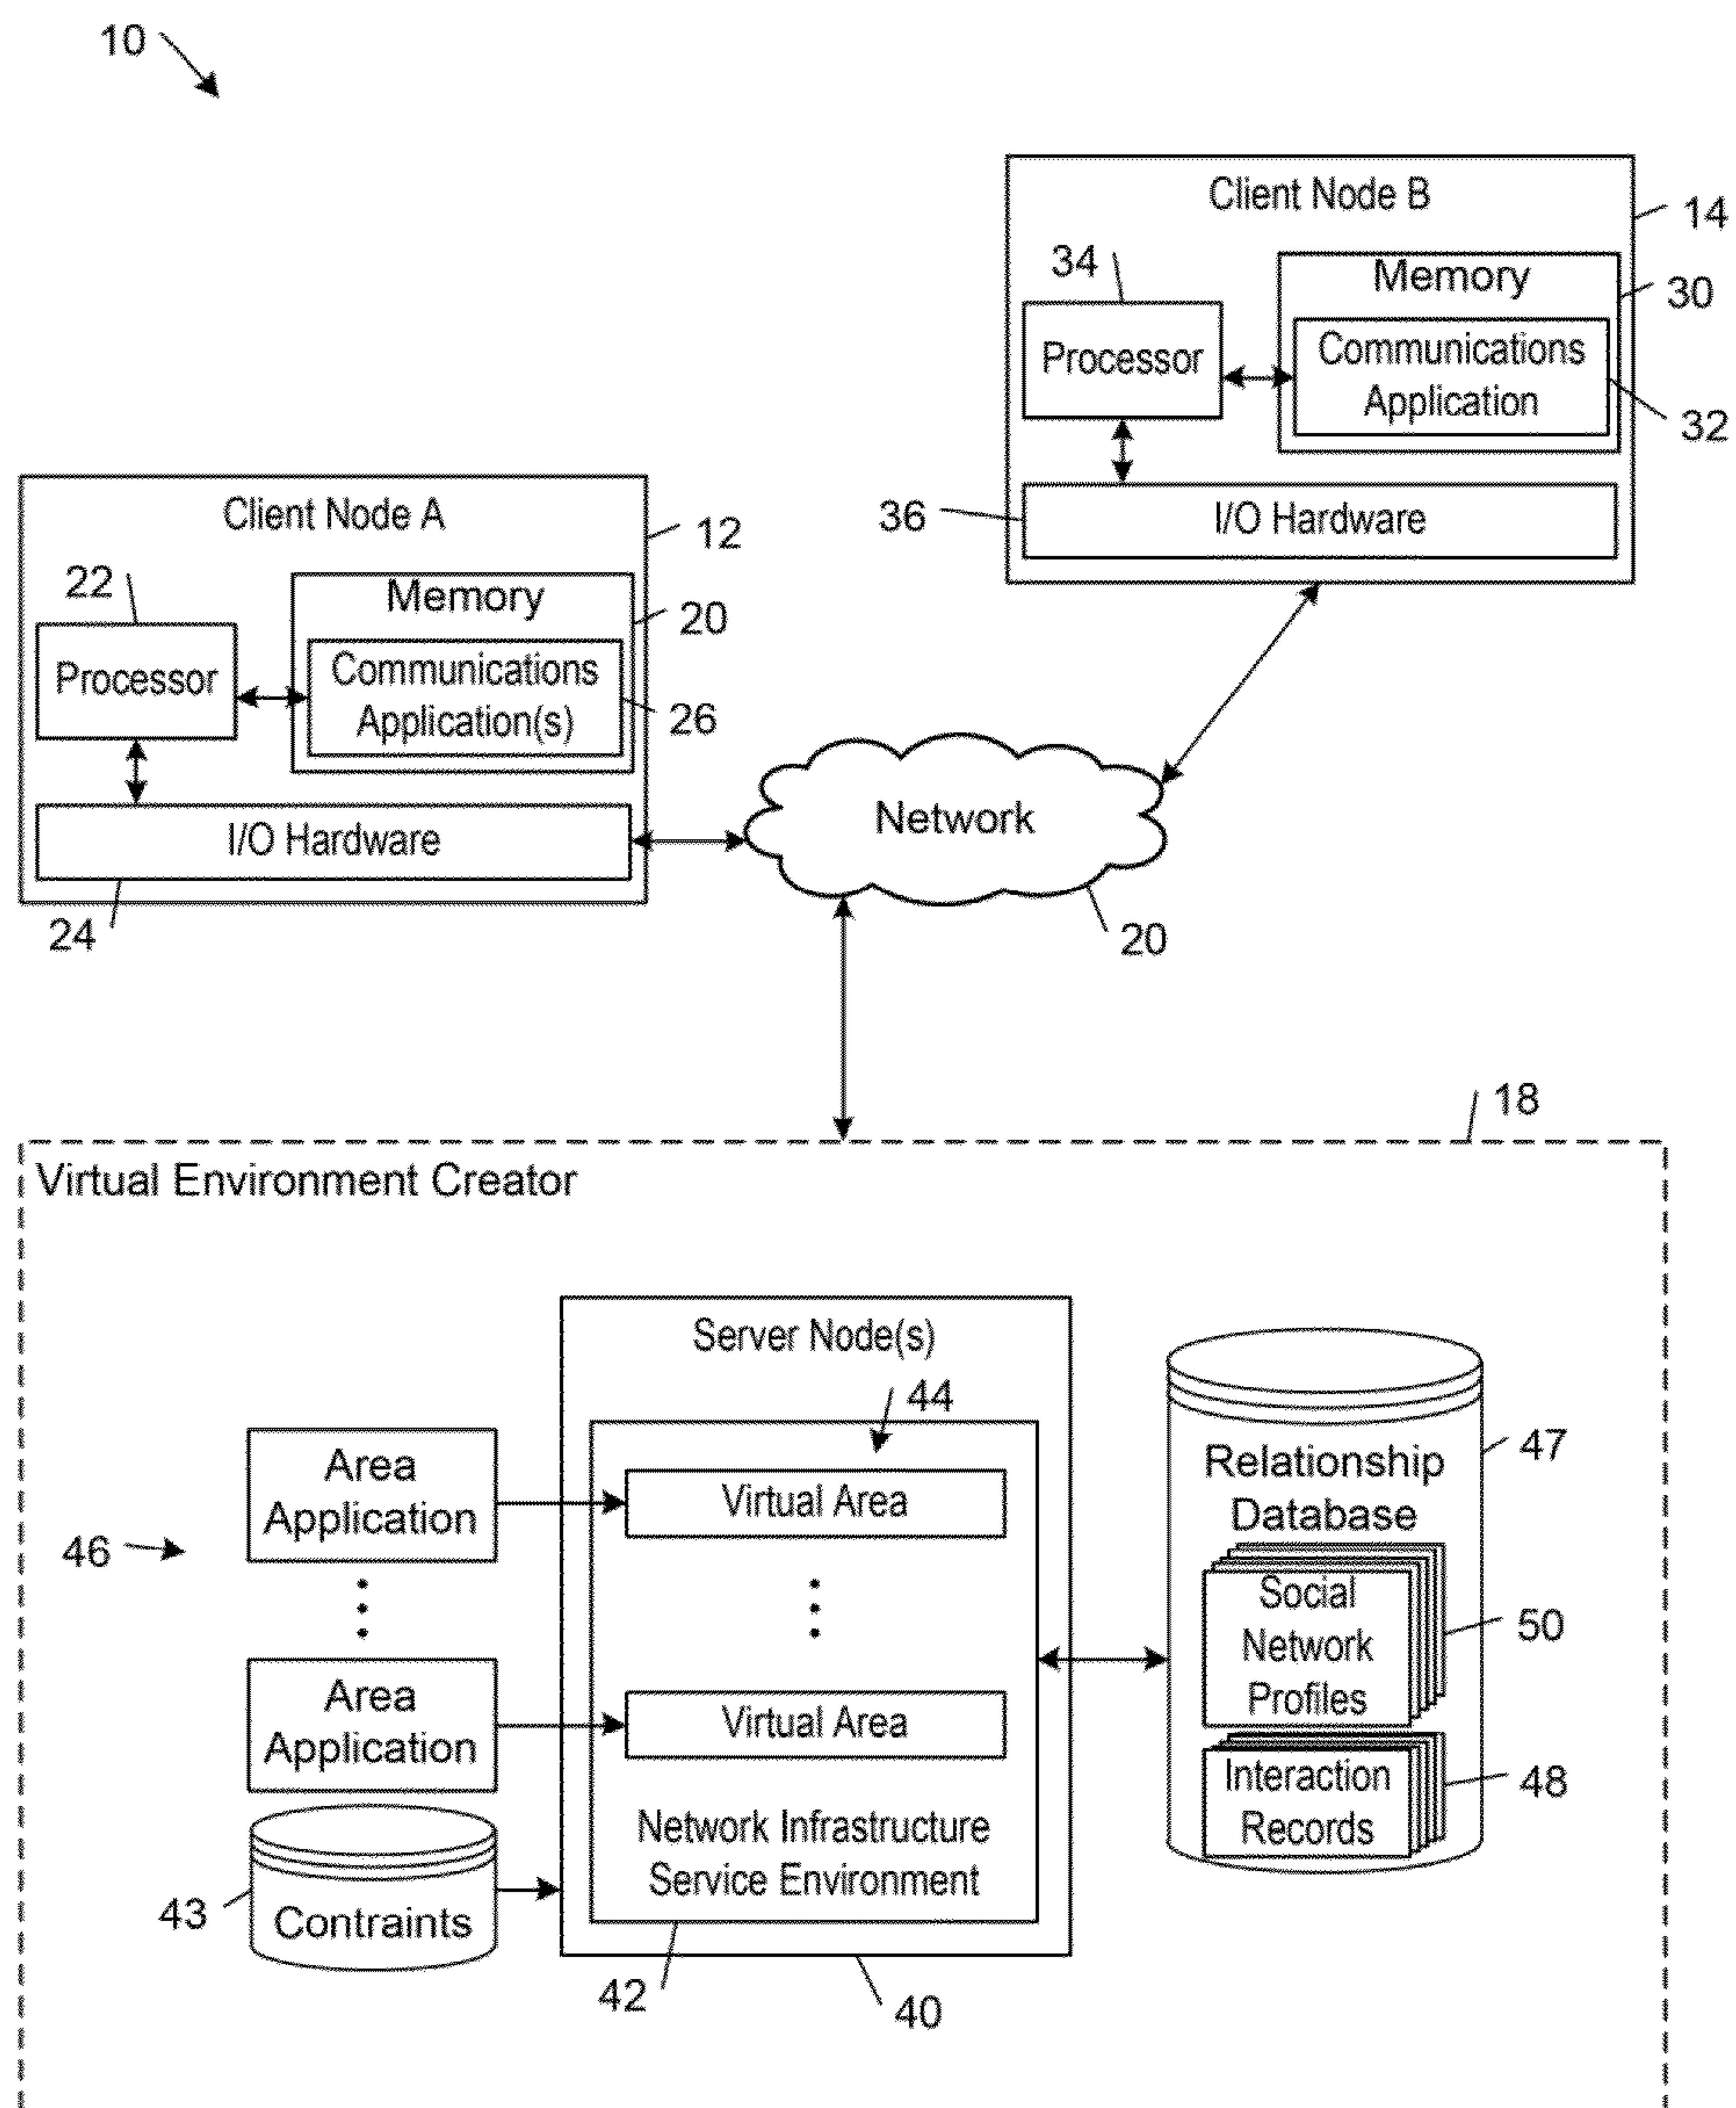 10
Client Node B
14
34
Memory
30
Processor
Communications
Application
32
36
I/O Hardware
Client Node A
12
22
Memory
20
Processor
Communications
Application(s)
26
I/O Hardware
24
Network
20
18
Virtual Environment Creator
Server Node(s)
44
Area
Application
Virtual Area
46
Area
Application
Virtual Area
Network Infrastructure
Service Environment
43
Contraints
42
40
Relationship
Database
47
Social
Network
Profiles
50
Interaction
Records
48